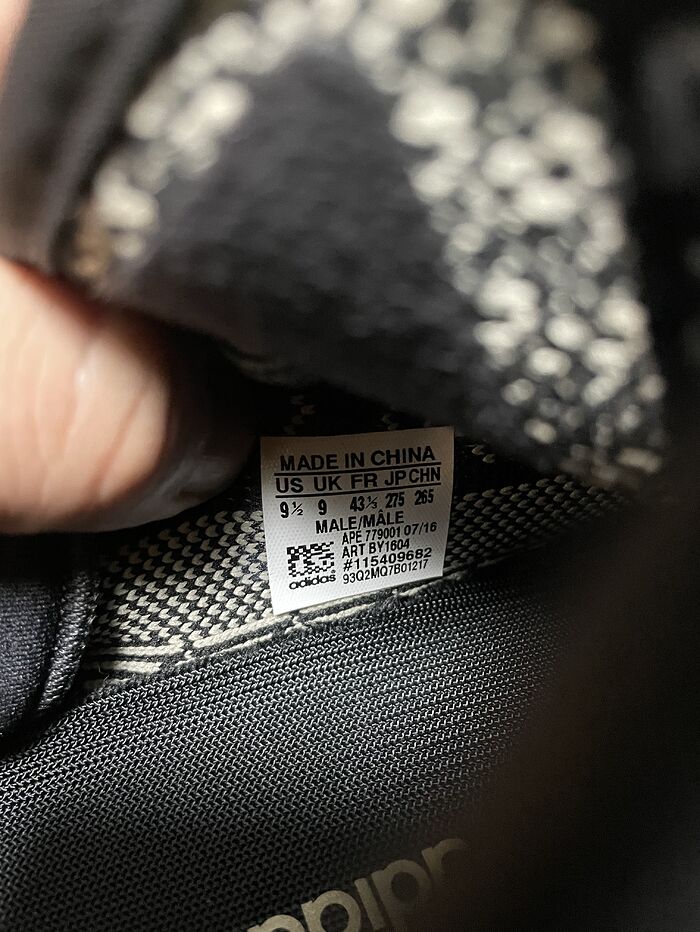 MADE IN CHINA
US UK FR JP CHN
9½ 9 43⅓ 275 265
MALE/MÂLE
APE 779001 07/16
ART BY1604
#115409682
adidas® 93Q2MQ7B01217
adidas